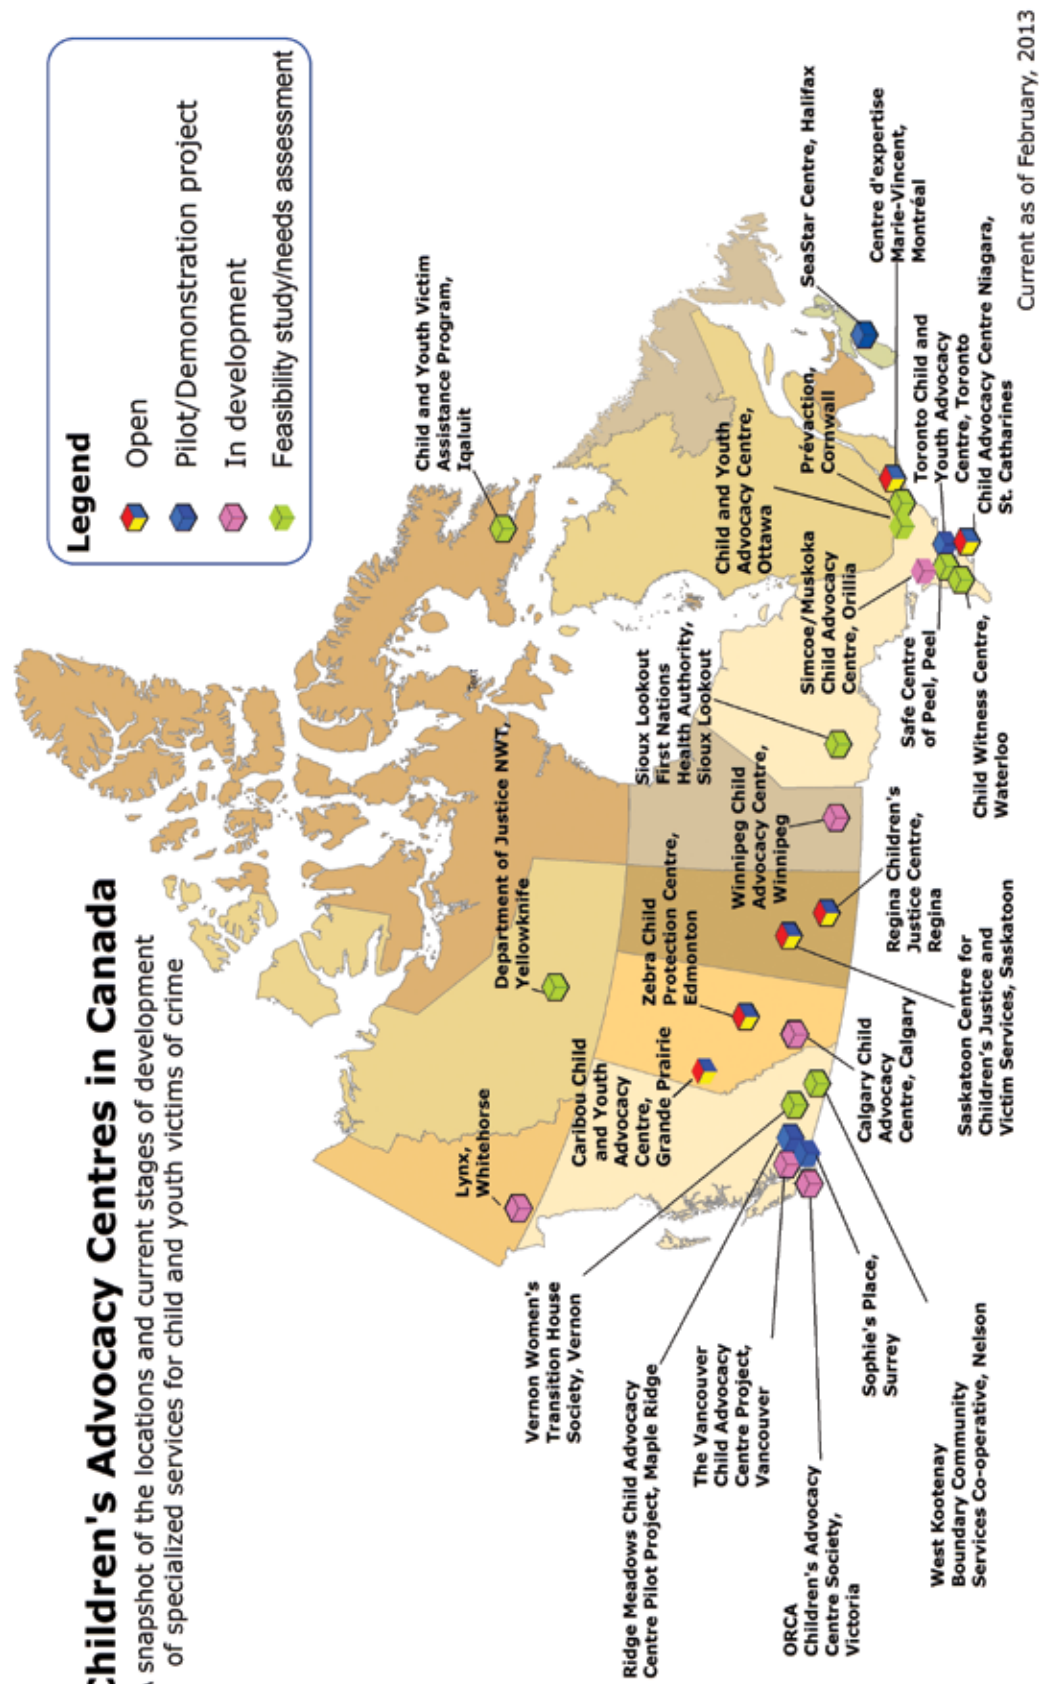 Children's Advocacy Centres in Canada
A snapshot of the locations and current stages of development
of specialized services for child and youth victims of crime
Legend
Open
Pilot/Demonstration project
In development
Feasibility study/needs assessment
Child and Youth Victim
Assistance Program,
Iqaluit
Department of Justice NWT,
Yellowknife
Lynx,
Whitehorse
Caribou Child
and Youth
Advocacy
Centre,
Grande Prairie
Zebra Child
Protection Centre,
Edmonton
Winnipeg Child
Advocacy Centre,
Winnipeg
Sioux Lookout
First Nations
Health Authority,
Sioux Lookout
Child and Youth
Advocacy Centre,
Ottawa
Prévaction,
Cornwall
SeaStar Centre, Halifax
Centre d'expertise
Marie-Vincent,
Montréal
Simcoe/Muskoka
Child Advocacy
Centre, Orillia
Toronto Child and
Youth Advocacy
Centre, Toronto
Child Advocacy Centre Niagara,
St. Catharines
Safe Centre
of Peel, Peel
Child Witness Centre,
Waterloo
Regina Children's
Justice Centre,
Regina
Saskatoon Centre for
Children's Justice and
Victim Services, Saskatoon
Calgary Child
Advocacy
Centre, Calgary
Vernon Women's
Transition House
Society, Vernon
Ridge Meadows Child Advocacy
Centre Pilot Project, Maple Ridge
The Vancouver
Child Advocacy
Centre Project,
Vancouver
ORCA
Children's Advocacy
Centre Society,
Victoria
Sophie's Place,
Surrey
West Kootenay
Boundary Community
Services Co-operative, Nelson
Current as of February, 2013